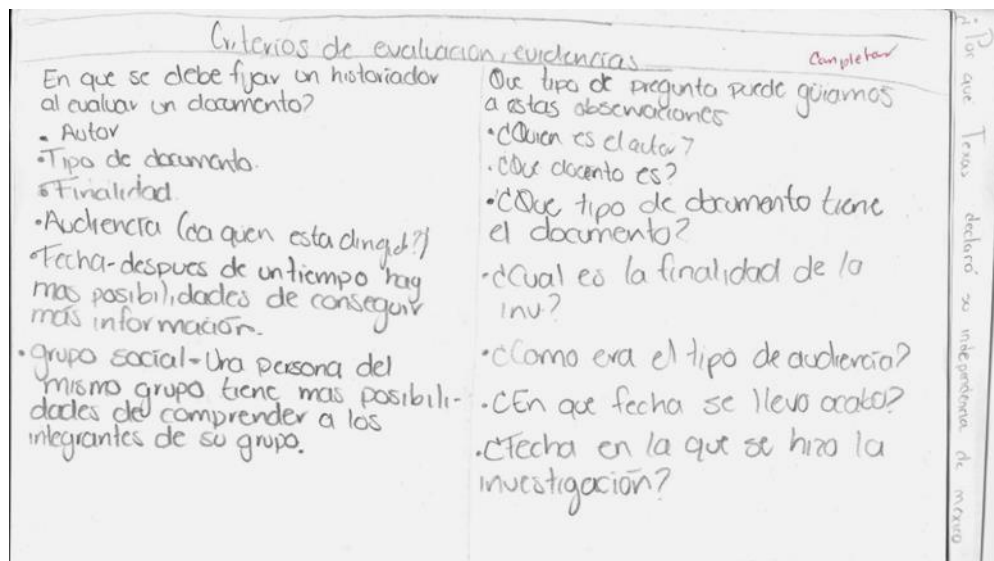 Criterios de evaluacion, evidencias
Completar
En que se debe fijar un historiador
al evaluar un documento?
• Autor
• Tipo de documento.
• Finalidad.
• Audiencia (¿a quien esta dirigid?)
• Fecha - despues de un tiempo hay
mas posibilidades de conseguir
más información.
• grupo social - Una persona del
mismo grupo tiene mas posibili-
dades de comprender a los
integrantes de su grupo.
Que tipo de pregunta puede guiarnos
a estas observaciones
• ¿Quien es el autor?
• ¿Que docento es?
• ¿Que tipo de documento tiene
el documento?
• ¿Cual es la finalidad de la
inv.?
• ¿Como era el tipo de audiencia?
• ¿En que fecha se llevo acabo?
• ¿Fecha en la que se hizo la
investigación?
¿Por que Texas declaró su independencia de mexico